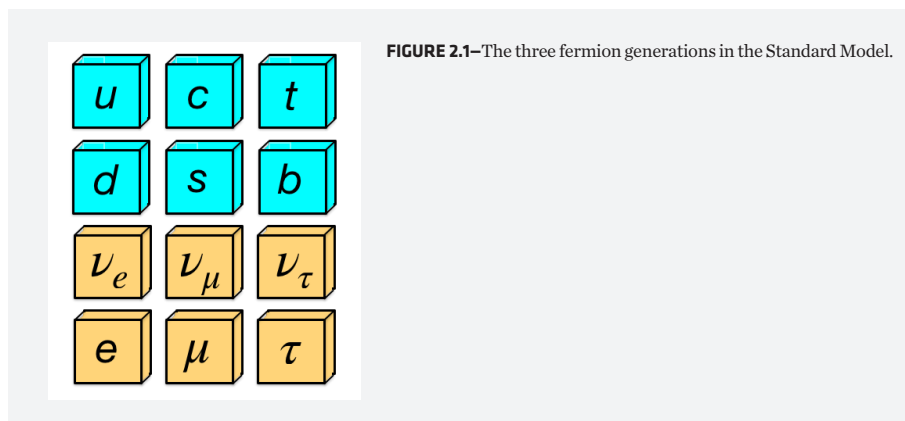 FIGURE 2.1–The three fermion generations in the Standard Model.
u c t
d s b
νe νμ ντ
e μ τ